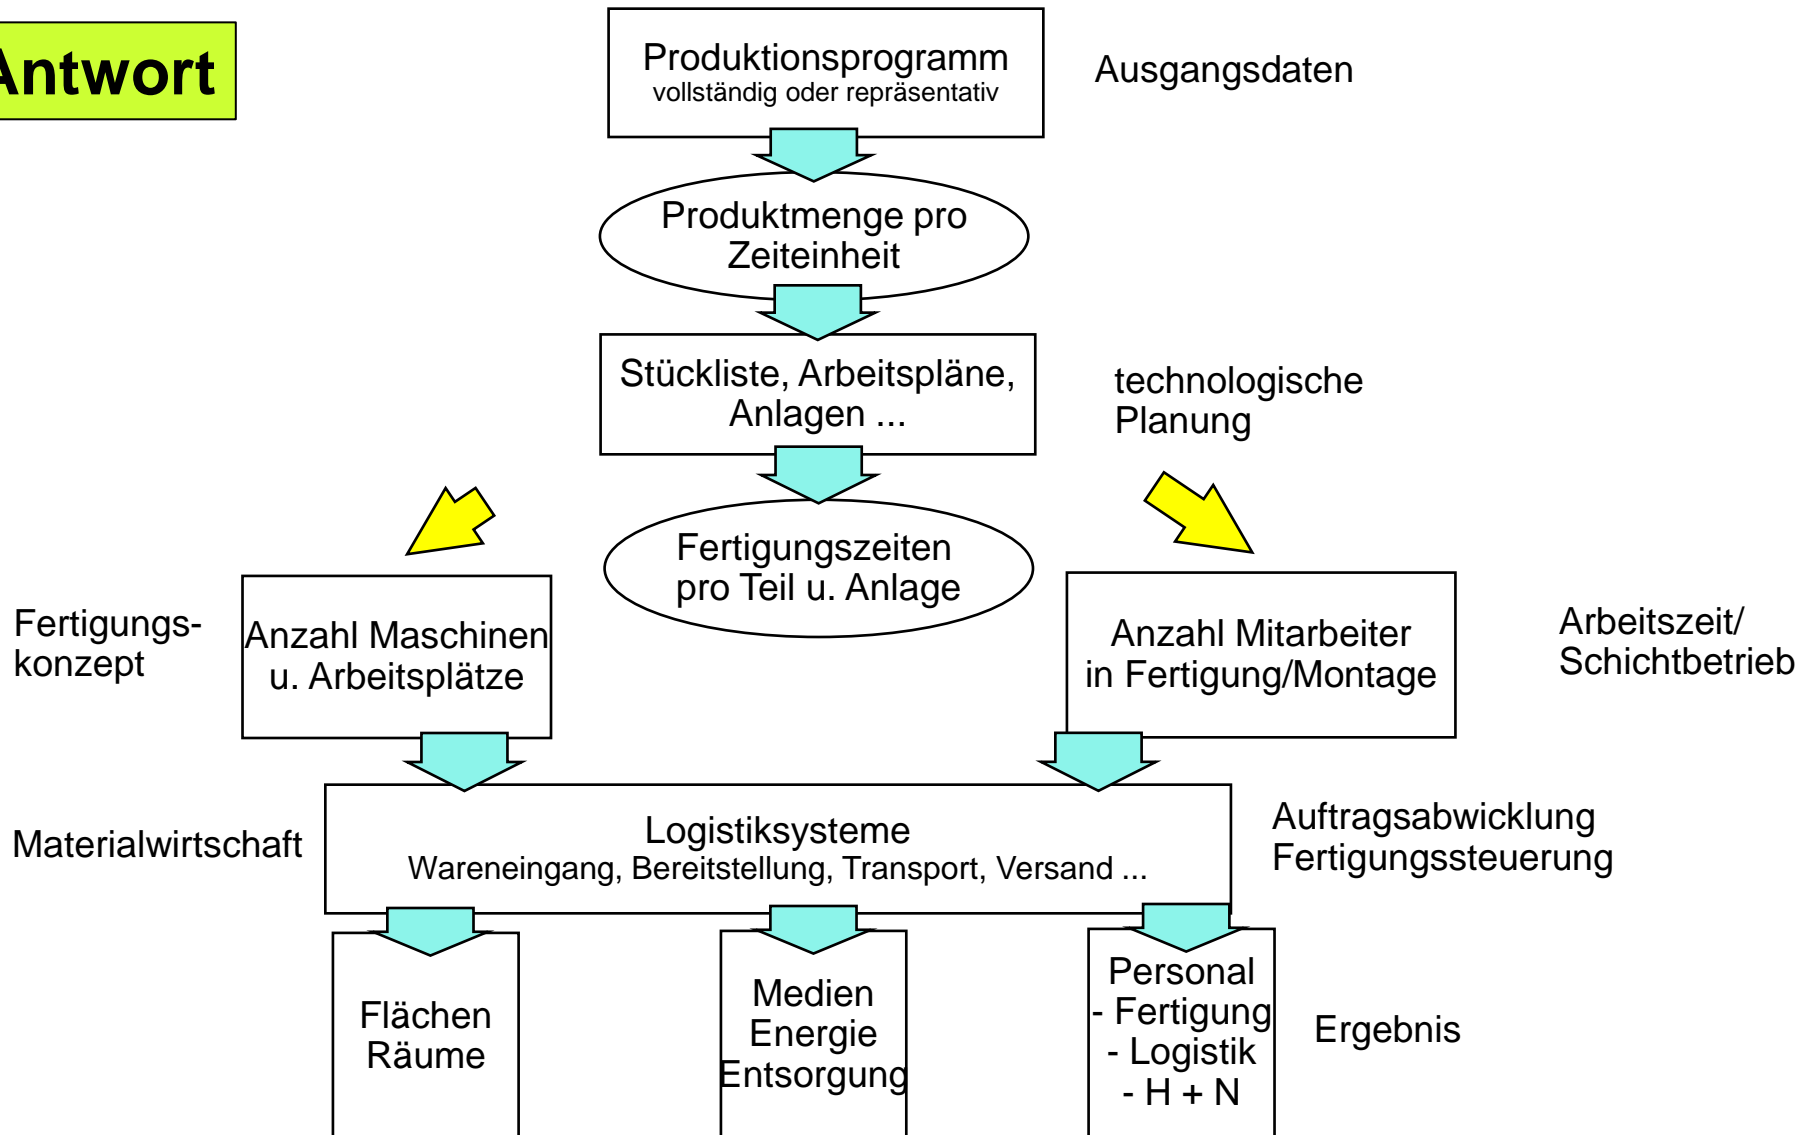 Antwort
Produktionsprogramm
vollständig oder repräsentativ
Ausgangsdaten
Produktmenge pro
Zeiteinheit
Stückliste, Arbeitspläne,
Anlagen ...
technologische
Planung
Fertigungszeiten
pro Teil u. Anlage
Fertigungs-
konzept
Anzahl Maschinen
u. Arbeitsplätze
Anzahl Mitarbeiter
in Fertigung/Montage
Arbeitszeit/
Schichtbetrieb
Materialwirtschaft
Logistiksysteme
Wareneingang, Bereitstellung, Transport, Versand ...
Auftragsabwicklung
Fertigungssteuerung
Flächen
Räume
Medien
Energie
Entsorgung
Personal
- Fertigung
- Logistik
- H + N
Ergebnis